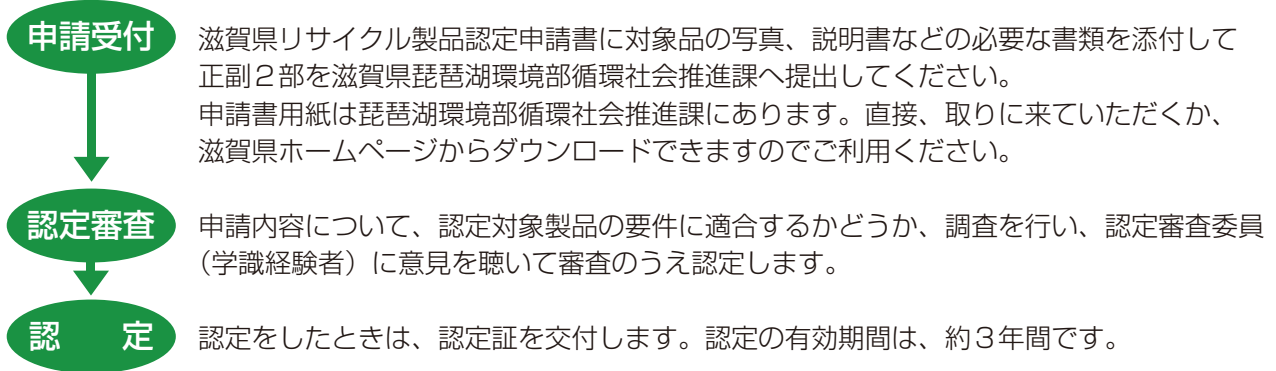 申請受付
滋賀県リサイクル製品認定申請書に対象品の写真、説明書などの必要な書類を添付して
正副２部を滋賀県琵琶湖環境部循環社会推進課へ提出してください。
申請書用紙は琵琶湖環境部循環社会推進課にあります。直接、取りに来ていただくか、
滋賀県ホームページからダウンロードできますのでご利用ください。
認定審査
申請内容について、認定対象製品の要件に適合するかどうか、調査を行い、認定審査委員
（学識経験者）に意見を聴いて審査のうえ認定します。
認　定
認定をしたときは、認定証を交付します。認定の有効期間は、約３年間です。